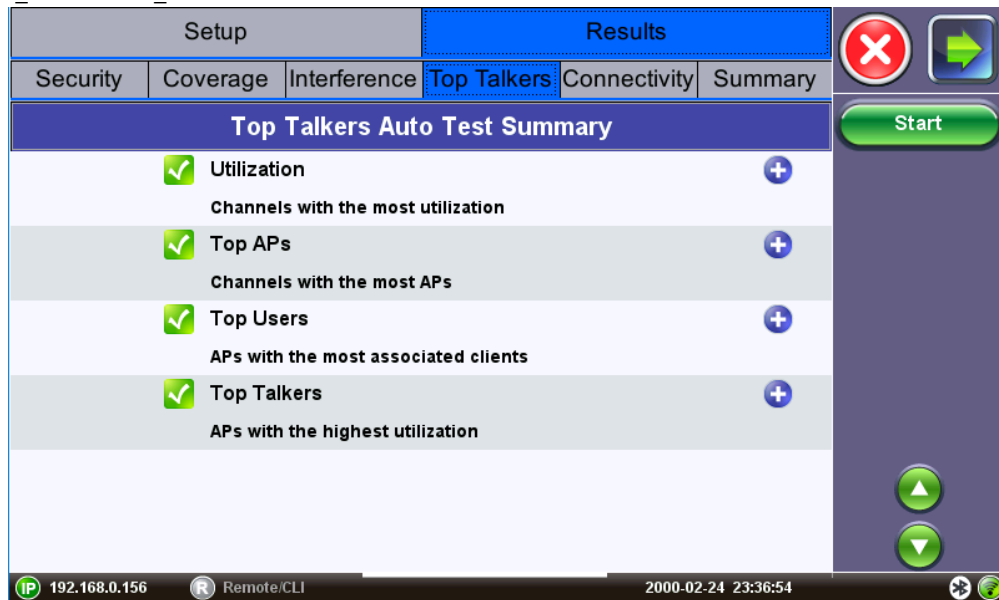 Setup Results
Security Coverage Interference Top Talkers Connectivity Summary
Top Talkers Auto Test Summary
Start
Utilization
Channels with the most utilization
Top APs
Channels with the most APs
Top Users
APs with the most associated clients
Top Talkers
APs with the highest utilization
IP 192.168.0.156 R Remote/CLI 2000-02-24 23:36:54